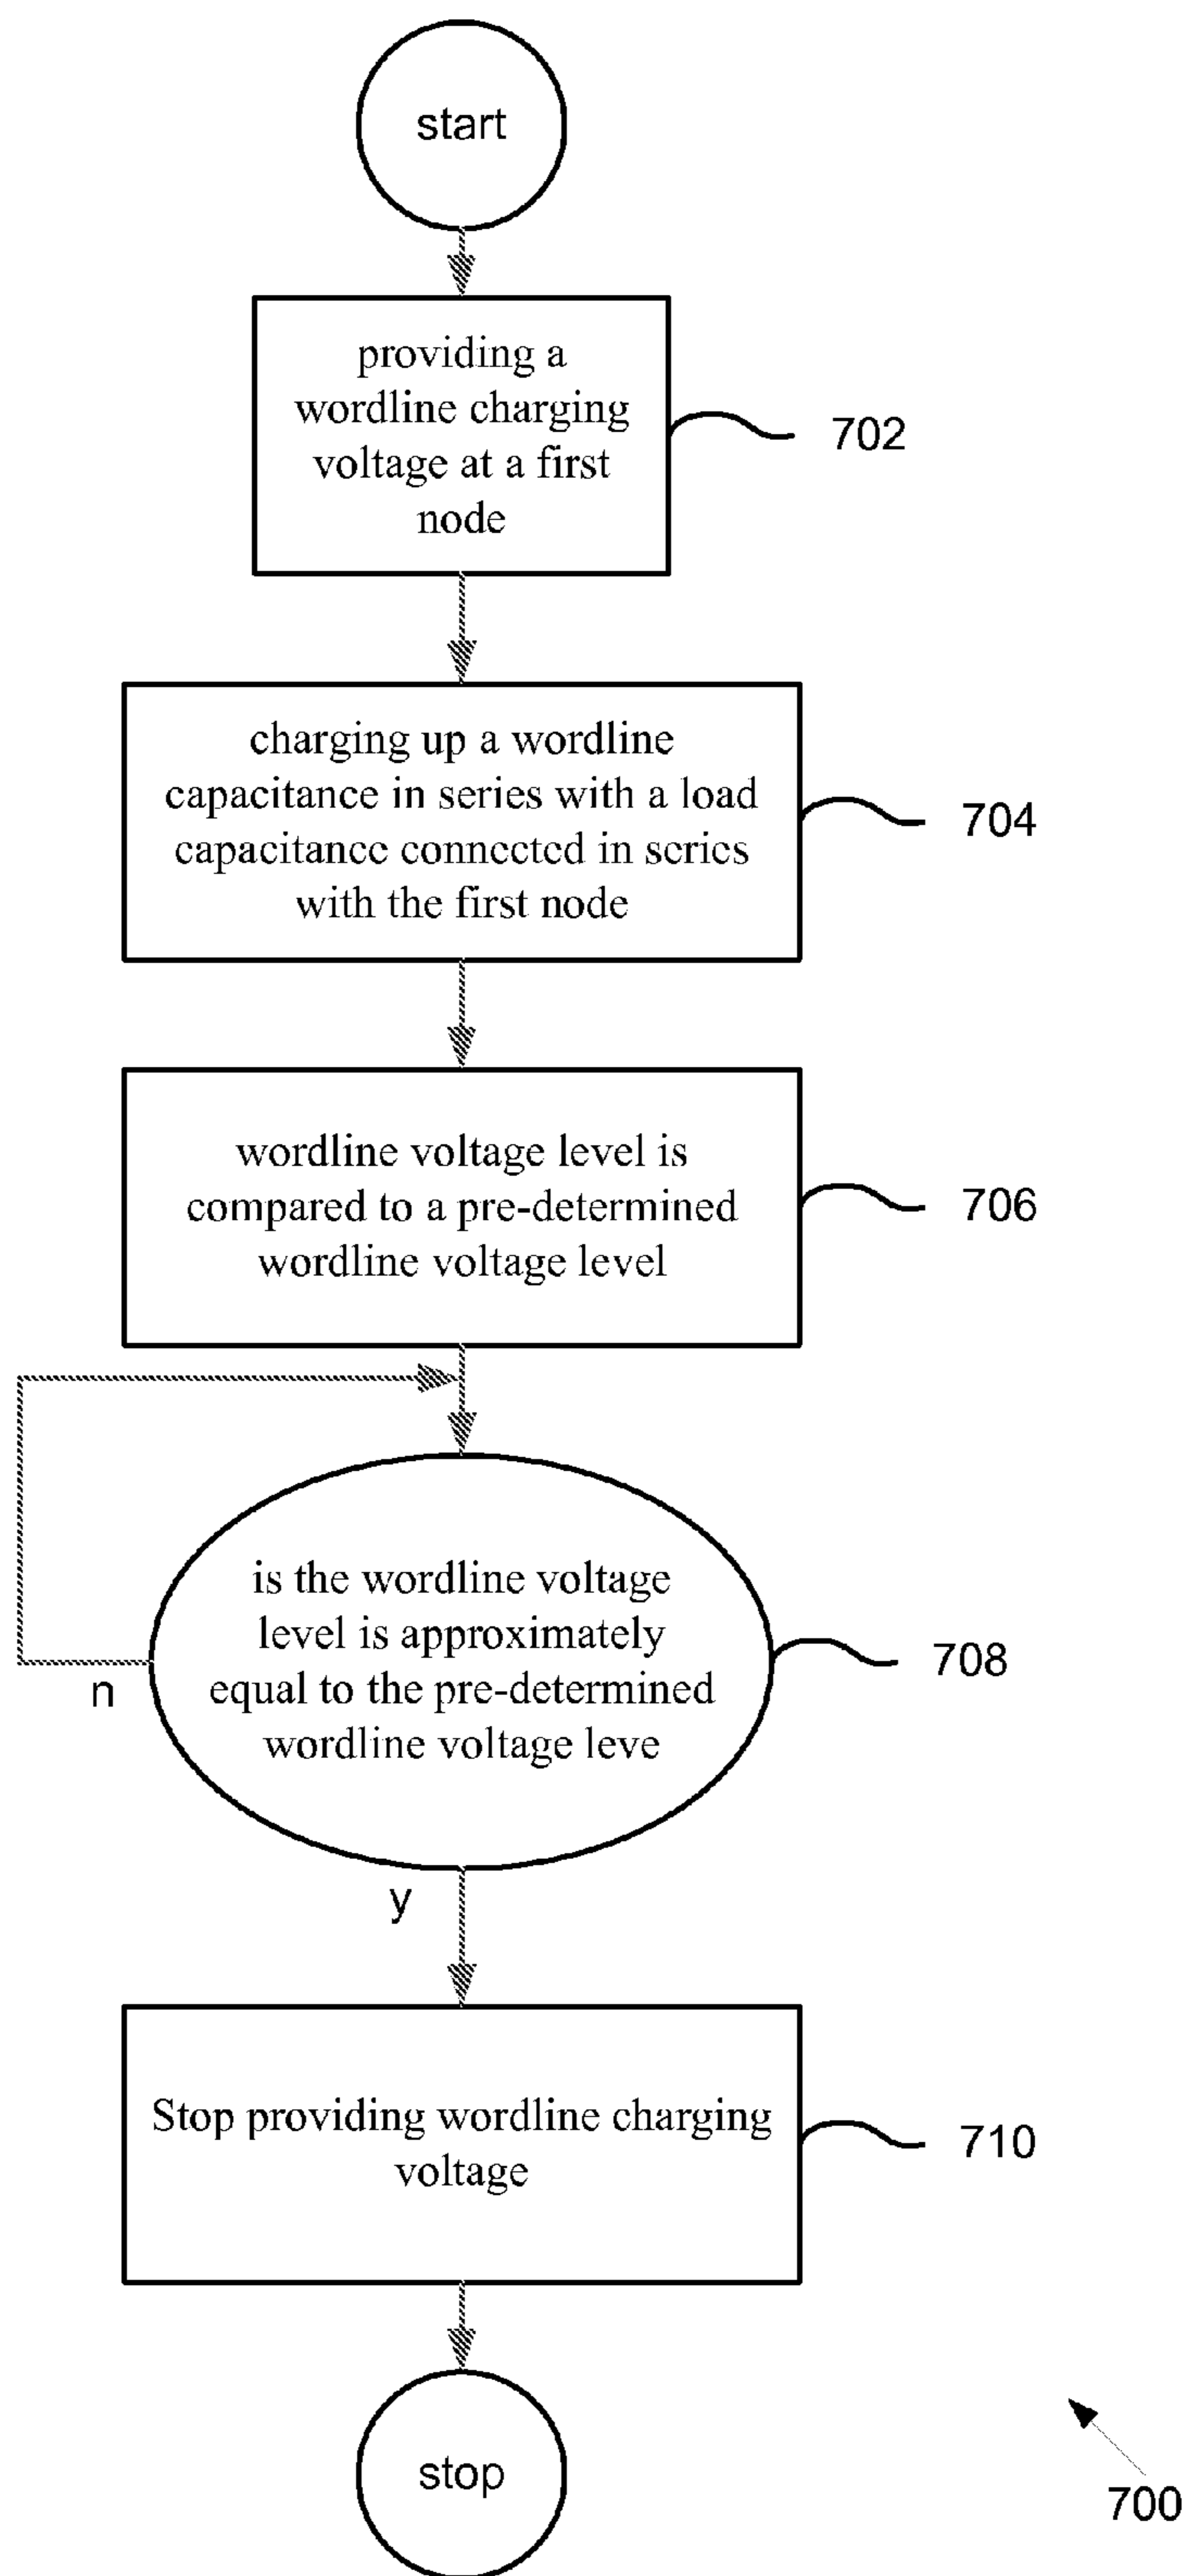 start
providing a
wordline charging
voltage at a first
node
702
charging up a wordline
capacitance in series with a load
capacitance connected in series
with the first node
704
wordline voltage level is
compared to a pre-determined
wordline voltage level
706
is the wordline voltage
level is approximately
equal to the pre-determined
wordline voltage leve
708
n
y
Stop providing wordline charging
voltage
710
stop
700